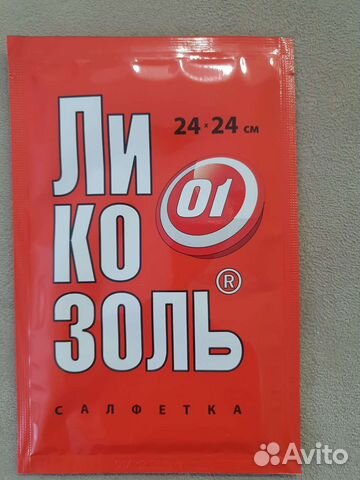 24×24 см
Ли
01
ко
золь®
салфетка
Avito